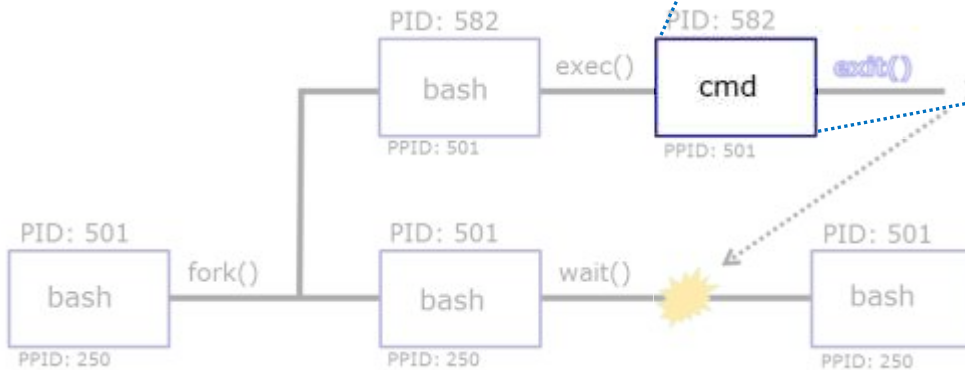 PID: 582
bash
PPID: 501
exec()
PID: 582
cmd
PPID: 501
exit()
PID: 501
bash
PPID: 250
fork()
PID: 501
bash
PPID: 250
wait()
PID: 501
bash
PPID: 250